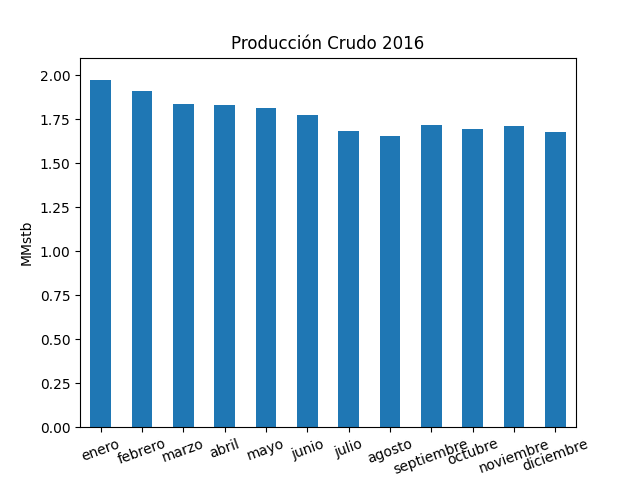 Producción Crudo 2016
MMstb
2.00
1.75
1.50
1.25
1.00
0.75
0.50
0.25
0.00
enero
febrero
marzo
abril
mayo
junio
julio
agosto
septiembre
octubre
noviembre
diciembre